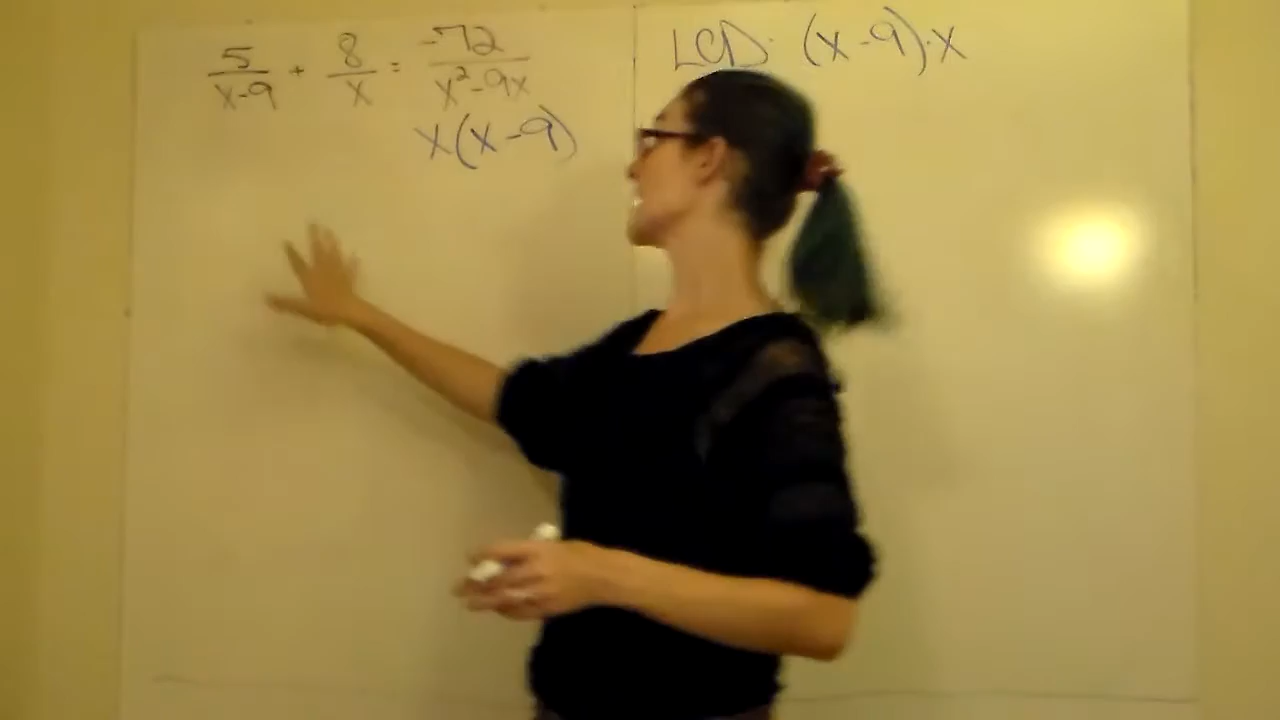 5/(x-9) + 8/x = -72/(x²-9x)
x(x-9)
LCD: (x-9)·x